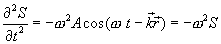 ∂²S/∂t² = −ω²A cos(ω t − k⃗r⃗) = −ω²S